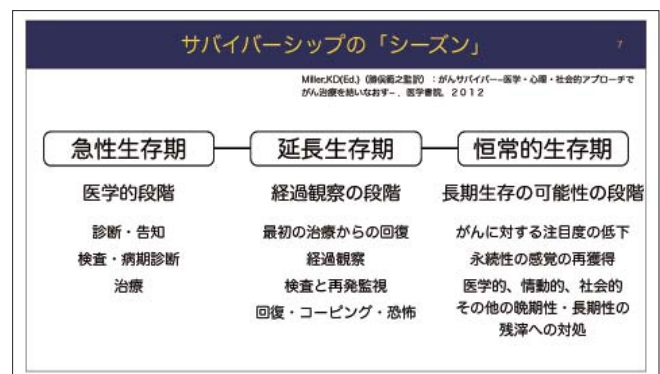 サバイバーシップの「シーズン」
7
Miller,KD(Ed.)(勝俣範之監訳):がんサバイバー―医学・心理・社会的アプローチで
がん治療を結いなおす−. 医学書院, 2012
急性生存期
延長生存期
恒常的生存期
医学的段階
経過観察の段階
長期生存の可能性の段階
診断・告知
最初の治療からの回復
がんに対する注目度の低下
検査・病期診断
経過観察
永続性の感覚の再獲得
治療
検査と再発監視
医学的、情動的、社会的
回復・コーピング・恐怖
その他の晩期性・長期性の
残滓への対処